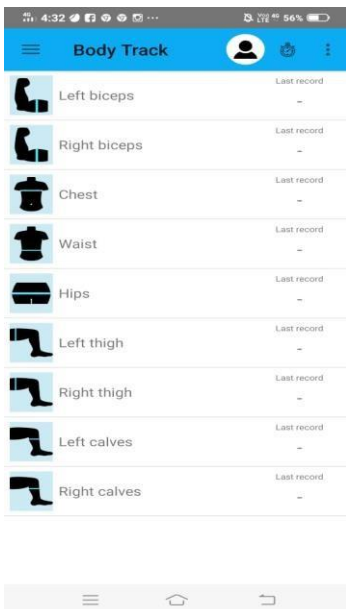 4:32
56%
Body Track
Last record
Left biceps
-
Last record
Right biceps
-
Last record
Chest
-
Last record
Waist
-
Last record
Hips
-
Last record
Left thigh
-
Last record
Right thigh
-
Last record
Left calves
-
Last record
Right calves
-